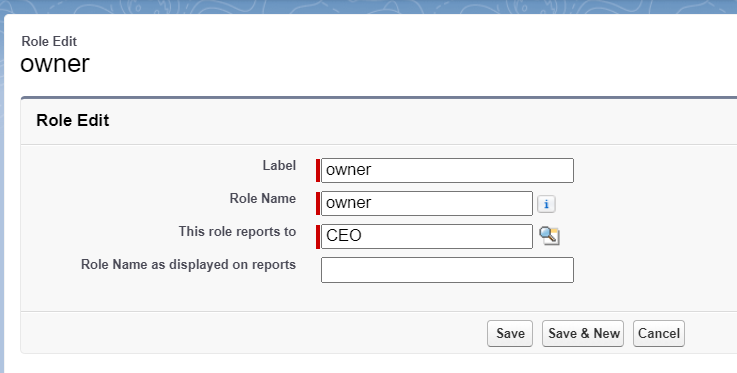 Role Edit
owner
Role Edit
Label owner
Role Name owner i
This role reports to CEO
Role Name as displayed on reports
Save Save & New Cancel